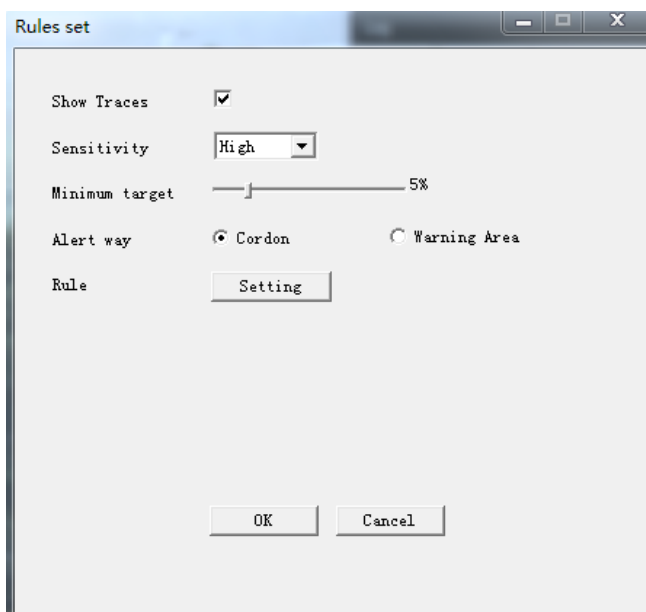 Rules set
Show Traces
Sensitivity High
Minimum target 5%
Alert way Cordon Warning Area
Rule Setting
OK Cancel